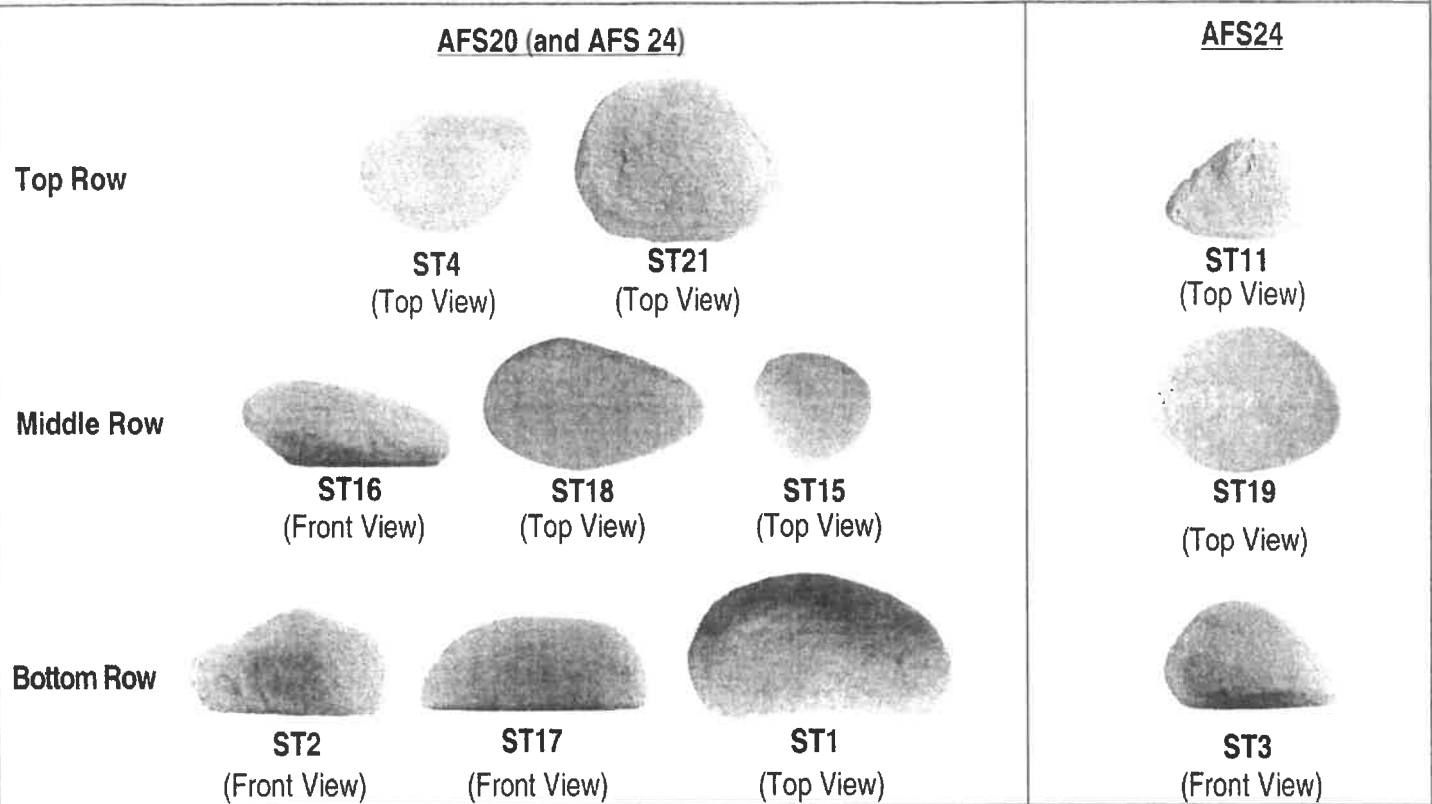 AFS20 (and AFS 24)
AFS24
Top Row
ST4
(Top View)
ST21
(Top View)
ST11
(Top View)
Middle Row
ST16
(Front View)
ST18
(Top View)
ST15
(Top View)
ST19
(Top View)
Bottom Row
ST2
(Front View)
ST17
(Front View)
ST1
(Top View)
ST3
(Front View)